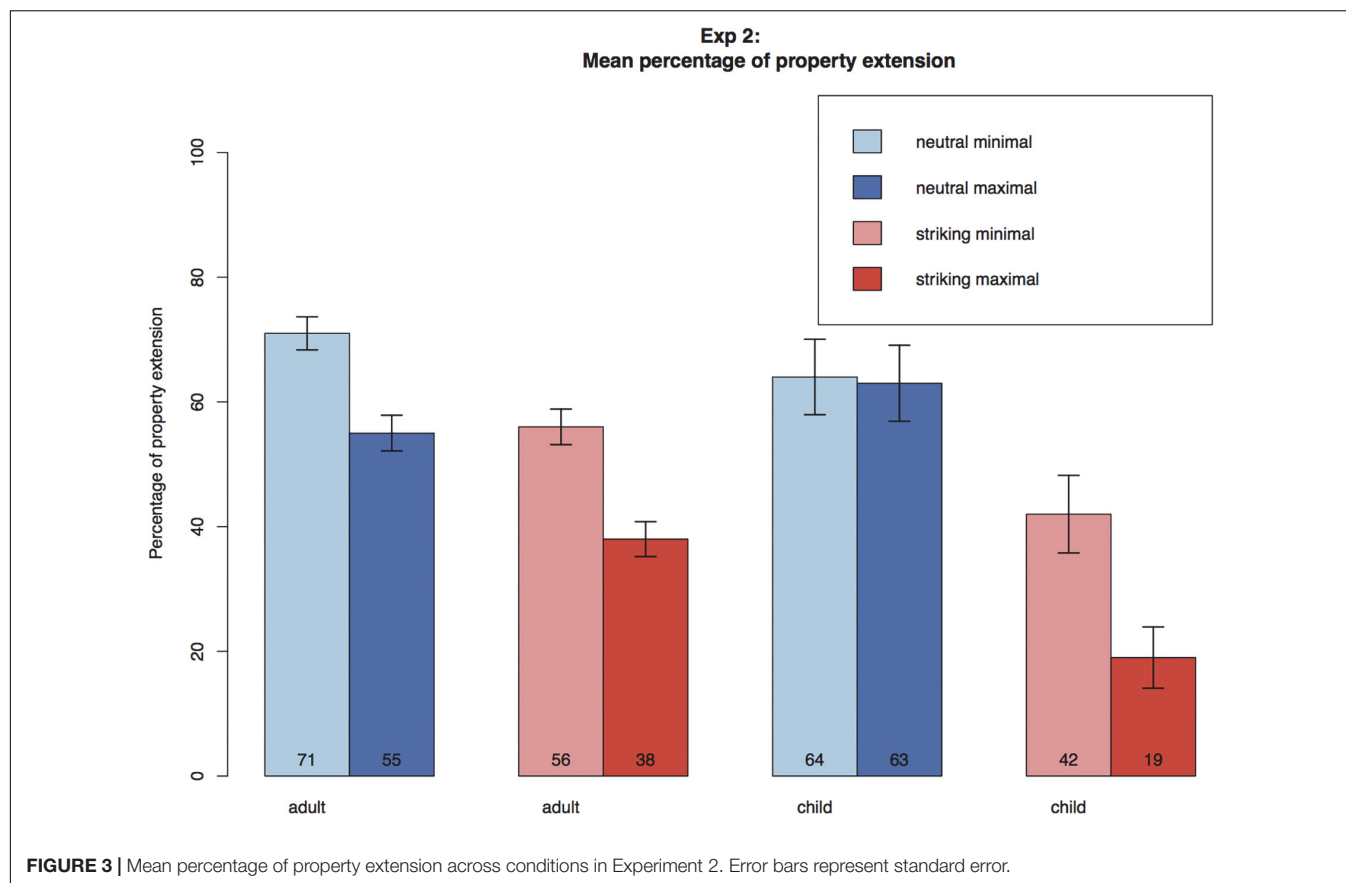 Exp 2:
Mean percentage of property extension
neutral minimal
neutral maximal
striking minimal
striking maximal
Percentage of property extension
100
80
60
40
20
0
71
55
56
38
64
63
42
19
adult
adult
child
child
FIGURE 3 | Mean percentage of property extension across conditions in Experiment 2. Error bars represent standard error.